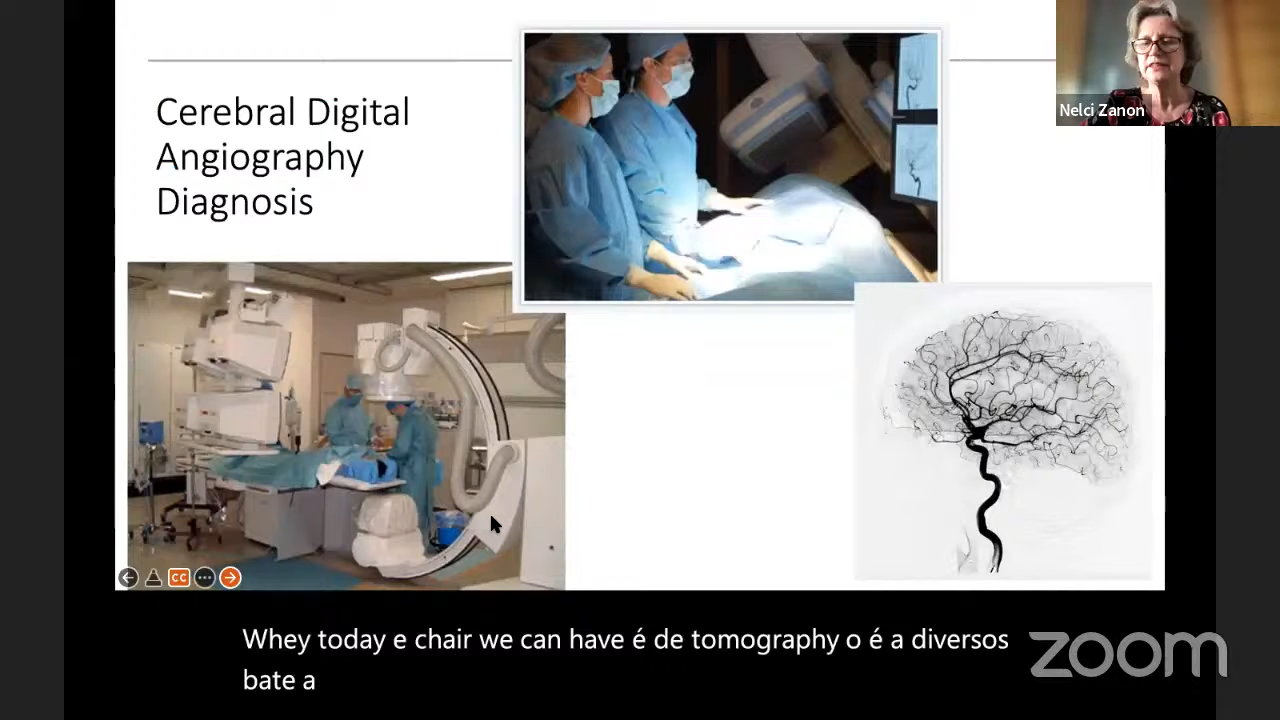 Cerebral Digital
Angiography
Diagnosis
Nelci Zanon
CC
Whey today e chair we can have é de tomography o é a diversos
bate a
zoom